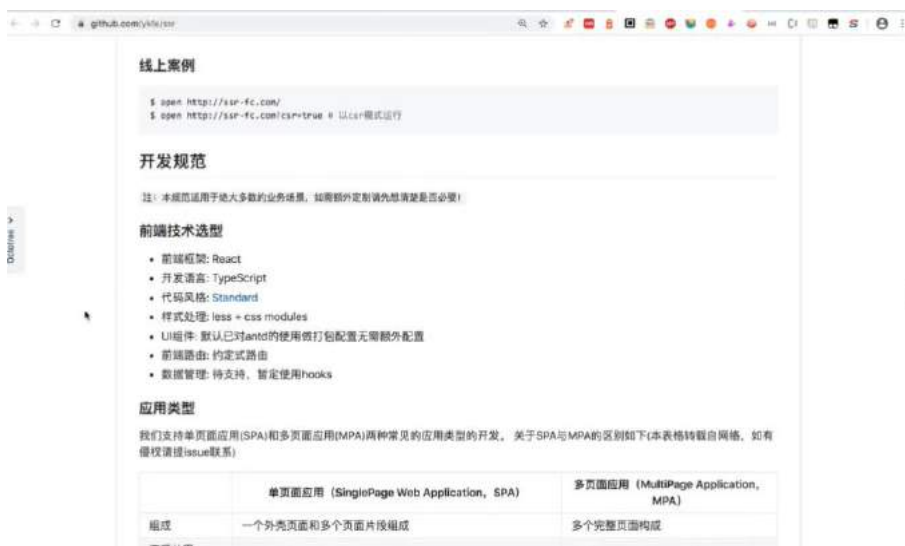 github.com/ykfe/ssr
线上案例
$ open http://ssr-fc.com/
$ open http://ssr-fc.com?csr=true # 以csr模式运行
开发规范
注：本规范适用于绝大多数的业务场景，如需额外定制请先想清楚是否必要！
Octotree >
前端技术选型
• 前端框架: React
• 开发语言: TypeScript
• 代码风格: Standard
• 样式处理: less + css modules
• UI组件: 默认已对antd的使用做打包配置无需额外配置
• 前端路由: 约定式路由
• 数据管理: 待支持，暂定使用hooks
应用类型
我们支持单页面应用(SPA)和多页面应用(MPA)两种常见的应用类型的开发。 关于SPA与MPA的区别如下(本表格转载自网络，如有
侵权请提issue联系)
单页面应用（SinglePage Web Application，SPA）
多页面应用（MultiPage Application，
MPA）
组成 一个外壳页面和多个页面片段组成 多个完整页面构成